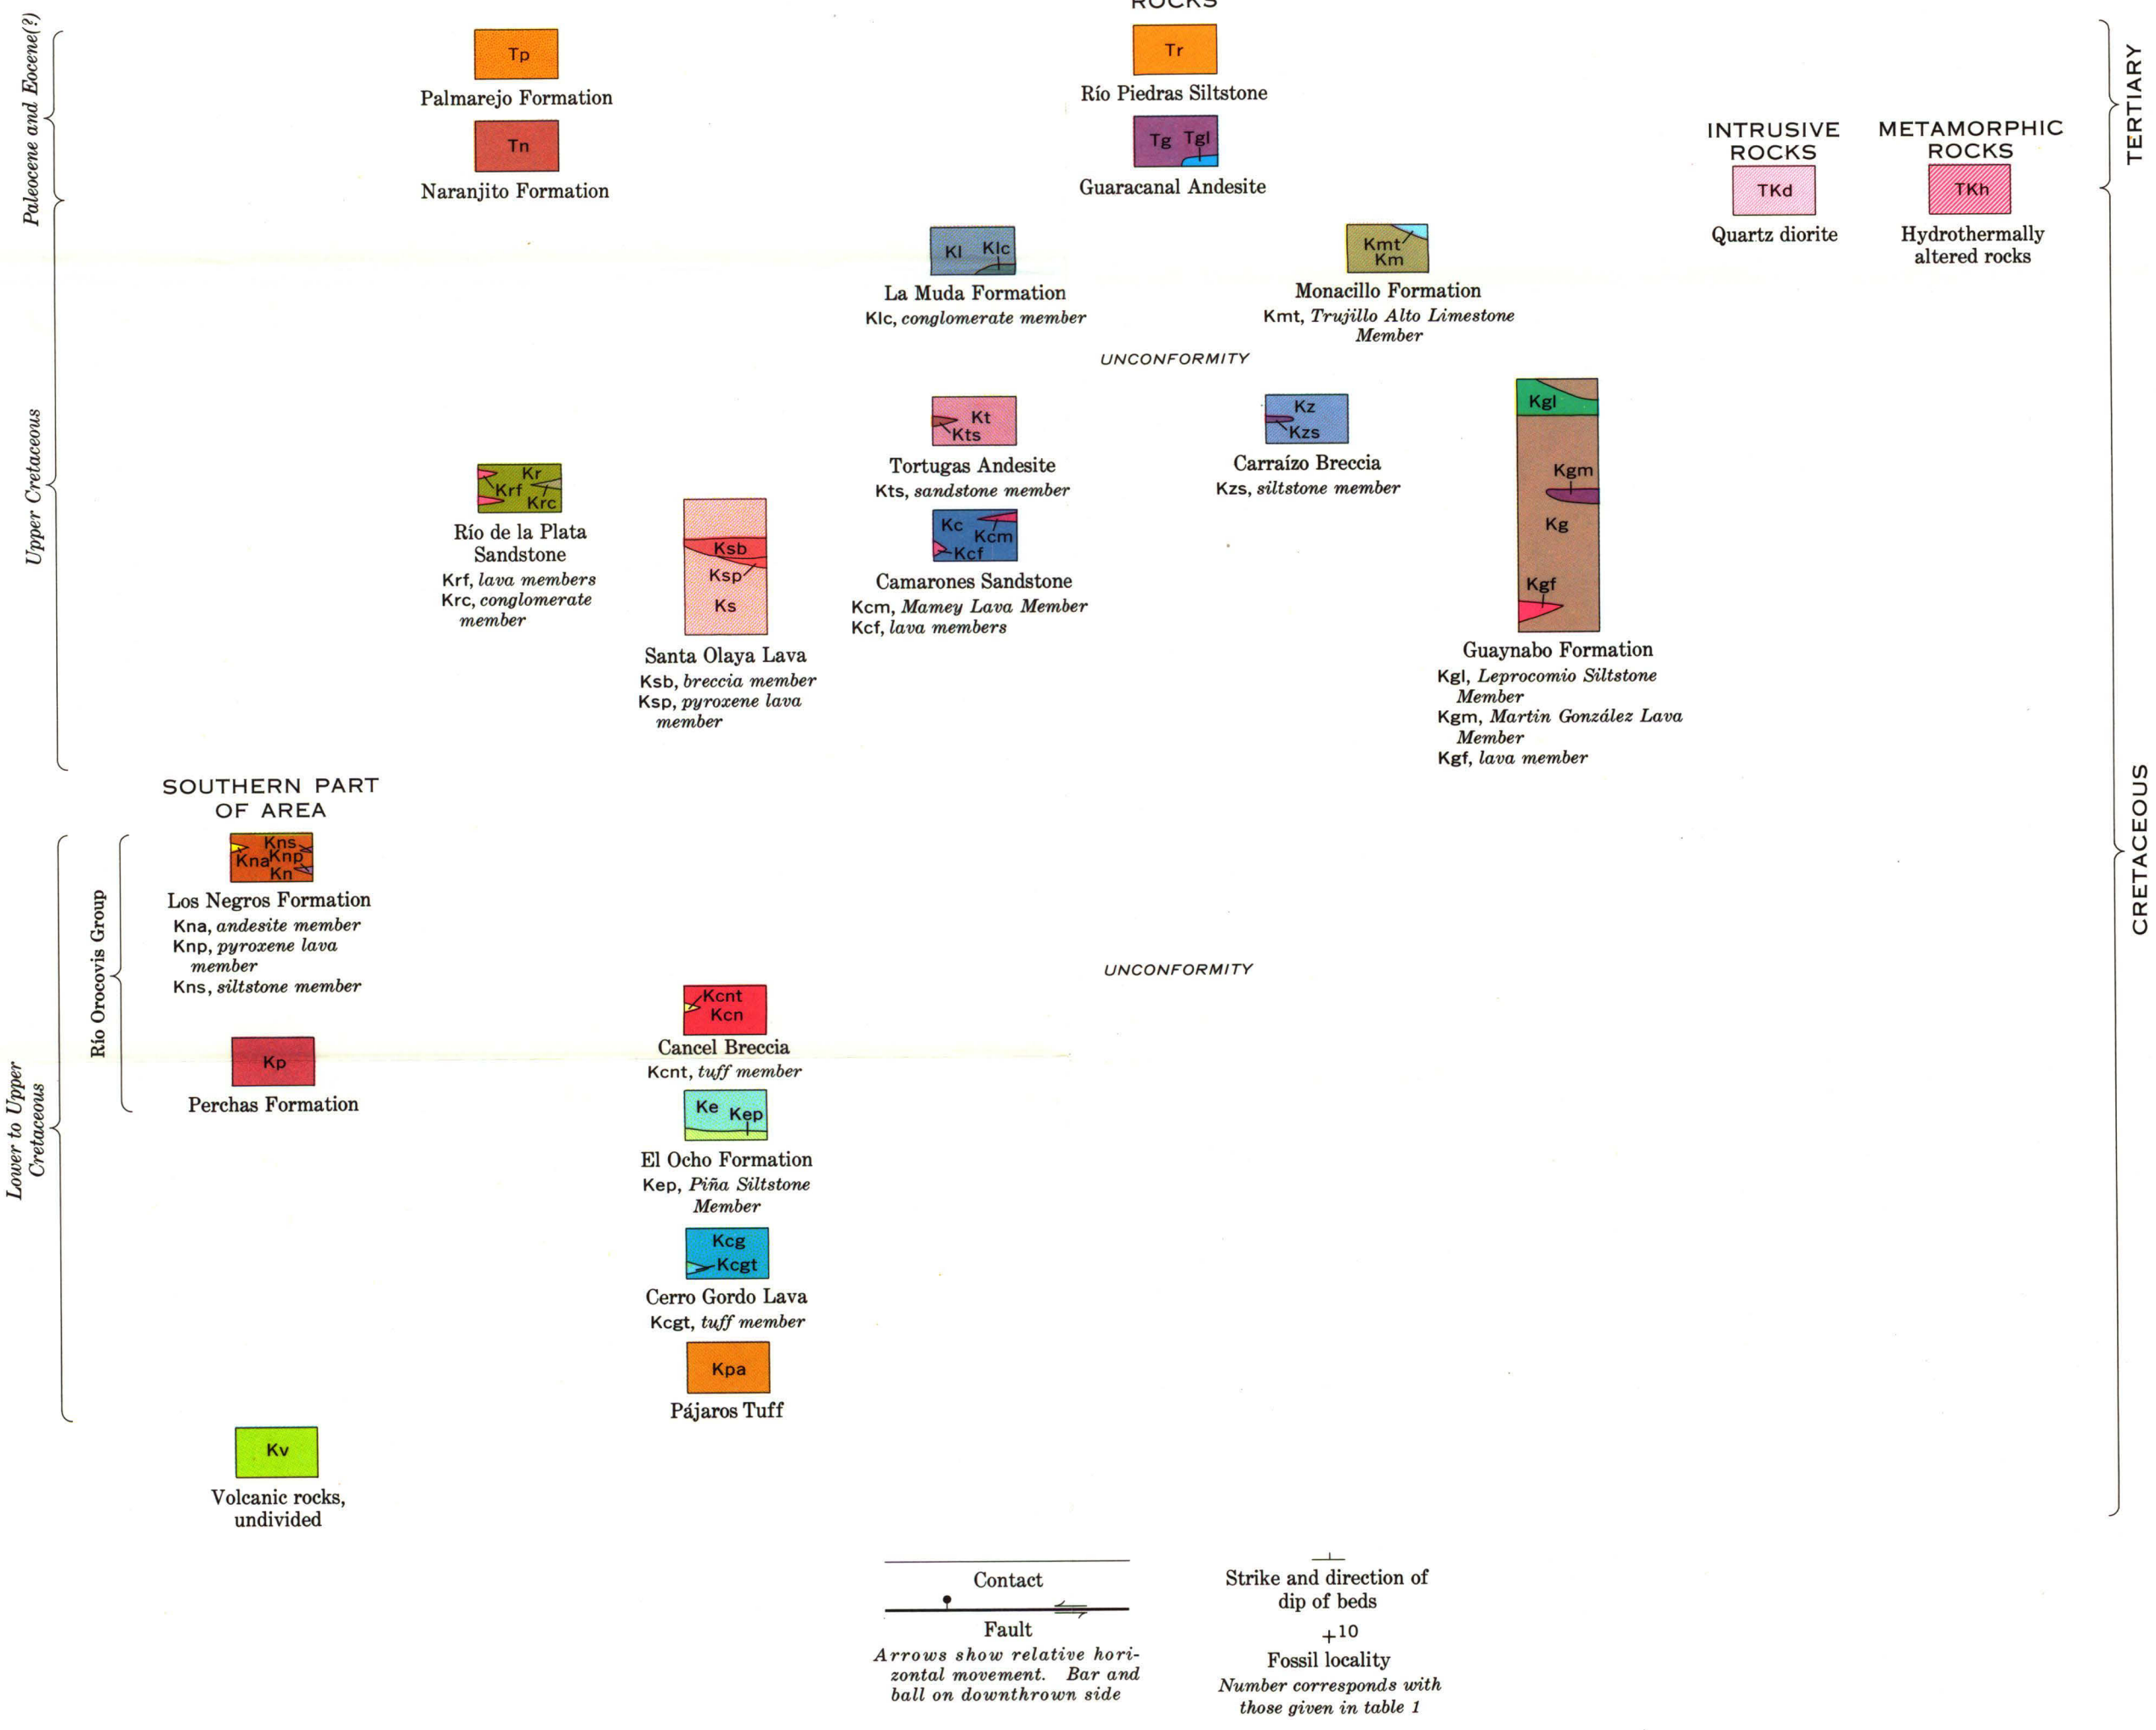 ROCKS
Paleocene and Eocene(?)
Tp
Palmarejo Formation
Tn
Naranjito Formation
Tr
Río Piedras Siltstone
Tg Tgl
Guaracanal Andesite
INTRUSIVE
ROCKS
TKd
Quartz diorite
METAMORPHIC
ROCKS
TKh
Hydrothermally
altered rocks
TERTIARY
Upper Cretaceous
Kl Klc
La Muda Formation
Klc, conglomerate member
Kmt
Km
Monacillo Formation
Kmt, Trujillo Alto Limestone
Member
UNCONFORMITY
Kr
Krf
Krc
Río de la Plata
Sandstone
Krf, lava members
Krc, conglomerate
member
Ksb
Ksp
Ks
Santa Olaya Lava
Ksb, breccia member
Ksp, pyroxene lava
member
Kt
Kts
Tortugas Andesite
Kts, sandstone member
Kc
Kcm
Kcf
Camarones Sandstone
Kcm, Mamey Lava Member
Kcf, lava members
Kz
Kzs
Carraízo Breccia
Kzs, siltstone member
Kgl
Kgm
Kg
Kgf
Guaynabo Formation
Kgl, Leprocomio Siltstone
Member
Kgm, Martin González Lava
Member
Kgf, lava member
CRETACEOUS
SOUTHERN PART
OF AREA
Lower to Upper
Cretaceous
Río Orocovis Group
Kns
Kna Knp
Kn
Los Negros Formation
Kna, andesite member
Knp, pyroxene lava
member
Kns, siltstone member
Kp
Perchas Formation
UNCONFORMITY
Kcnt
Kcn
Cancel Breccia
Kcnt, tuff member
Ke Kep
El Ocho Formation
Kep, Piña Siltstone
Member
Kcg
Kcgt
Cerro Gordo Lava
Kcgt, tuff member
Kpa
Pájaros Tuff
Kv
Volcanic rocks,
undivided
Contact
Fault
Arrows show relative hori-
zontal movement. Bar and
ball on downthrown side
Strike and direction of
dip of beds
+10
Fossil locality
Number corresponds with
those given in table 1